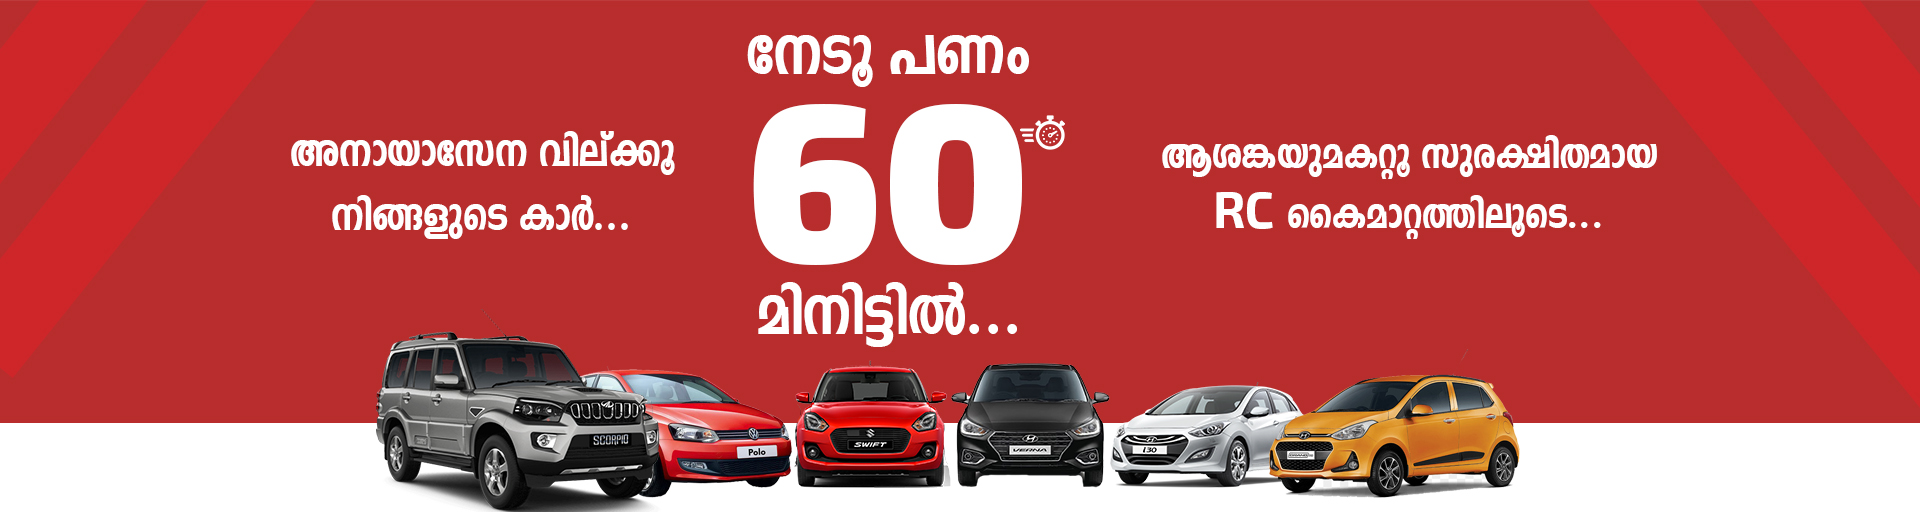 അനായാസേന വില്ക്കൂ
നിങ്ങളുടെ കാർ...
നേടൂ പണം
60
മിനിട്ടിൽ...
ആശങ്കയുമകറ്റൂ സുരക്ഷിതമായ
RC കൈമാറ്റത്തിലൂടെ...
SCORPIO
Polo
SWIFT
VERNA
i30